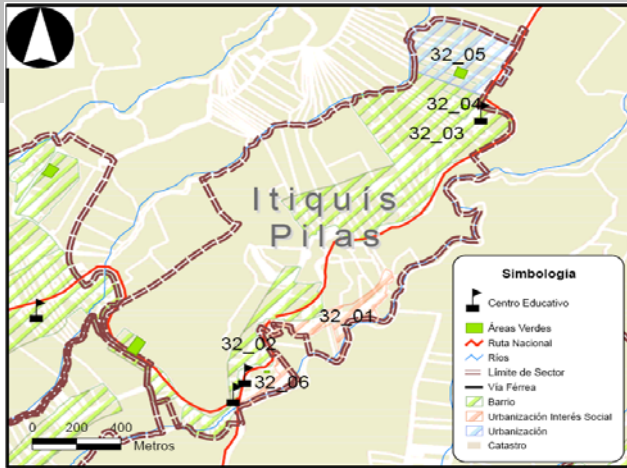 32_05
32_04
32_03
Itiquís
Pilas
32_01
32_02
32_06
0 200 400
Metros
Simbología
Centro Educativo
Áreas Verdes
Ruta Nacional
Ríos
Límite de Sector
Vía Férrea
Barrio
Urbanización Interés Social
Urbanización
Catastro